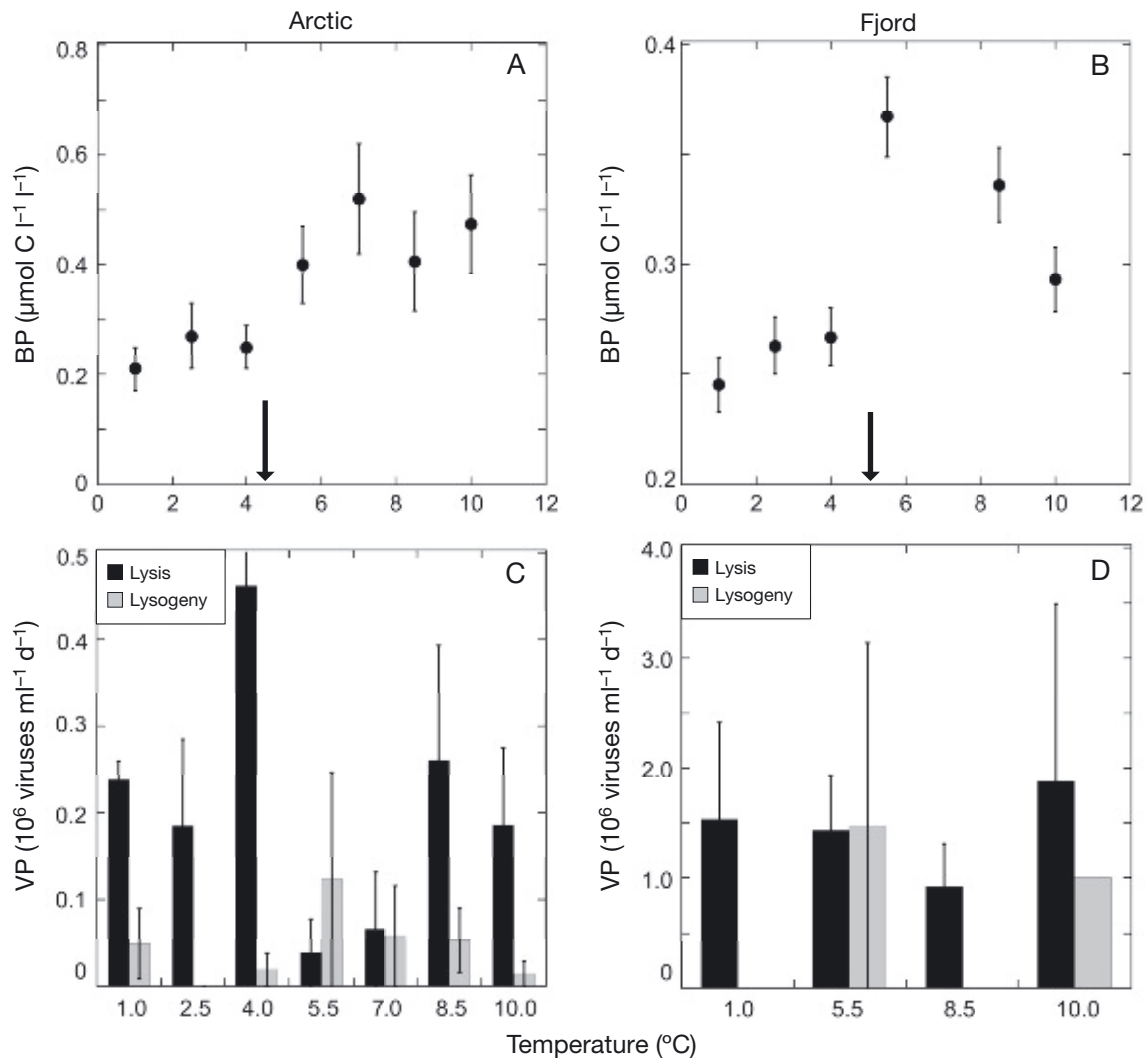 Arctic
Fjord
A
0.8
0.6
0.4
0.2
0
BP (µmol C l⁻¹ l⁻¹)
0 2 4 6 8 10 12
B
0.4
0.3
0.2
BP (µmol C l⁻¹ l⁻¹)
0 2 4 6 8 10 12
C
Lysis
Lysogeny
0.5
0.4
0.3
0.2
0.1
0
VP (10⁶ viruses ml⁻¹ d⁻¹)
1.0 2.5 4.0 5.5 7.0 8.5 10.0
D
Lysis
Lysogeny
4.0
3.0
2.0
1.0
0
VP (10⁶ viruses ml⁻¹ d⁻¹)
1.0 5.5 8.5 10.0
Temperature (ºC)